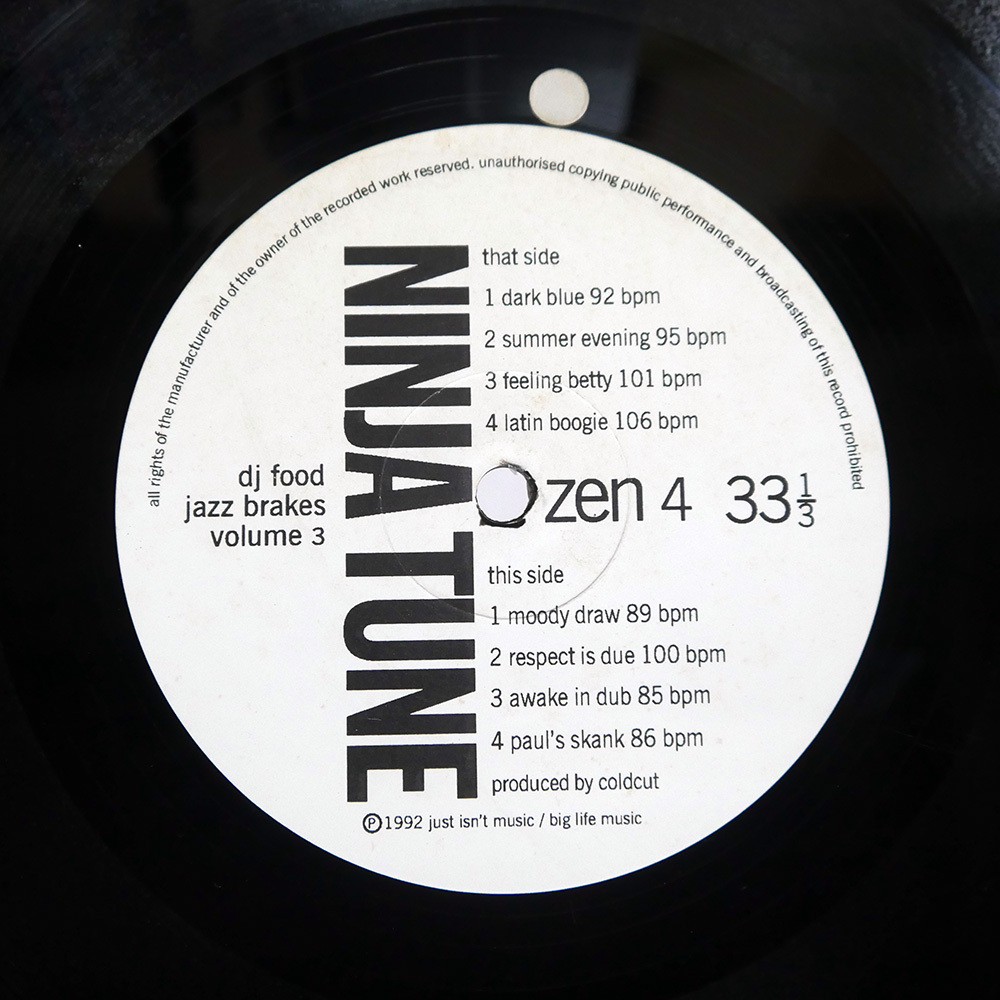 all rights of the manufacturer and of the owner of the recorded work reserved. unauthorised copying public performance and broadcasting of this record prohibited
NINJA TUNE
that side
1 dark blue 92 bpm
2 summer evening 95 bpm
3 feeling betty 101 bpm
4 latin boogie 106 bpm
dj food
jazz brakes
volume 3
zen 4 33 1/3
this side
1 moody draw 89 bpm
2 respect is due 100 bpm
3 awake in dub 85 bpm
4 paul's skank 86 bpm
produced by coldcut
Ⓟ1992 just isn't music / big life music